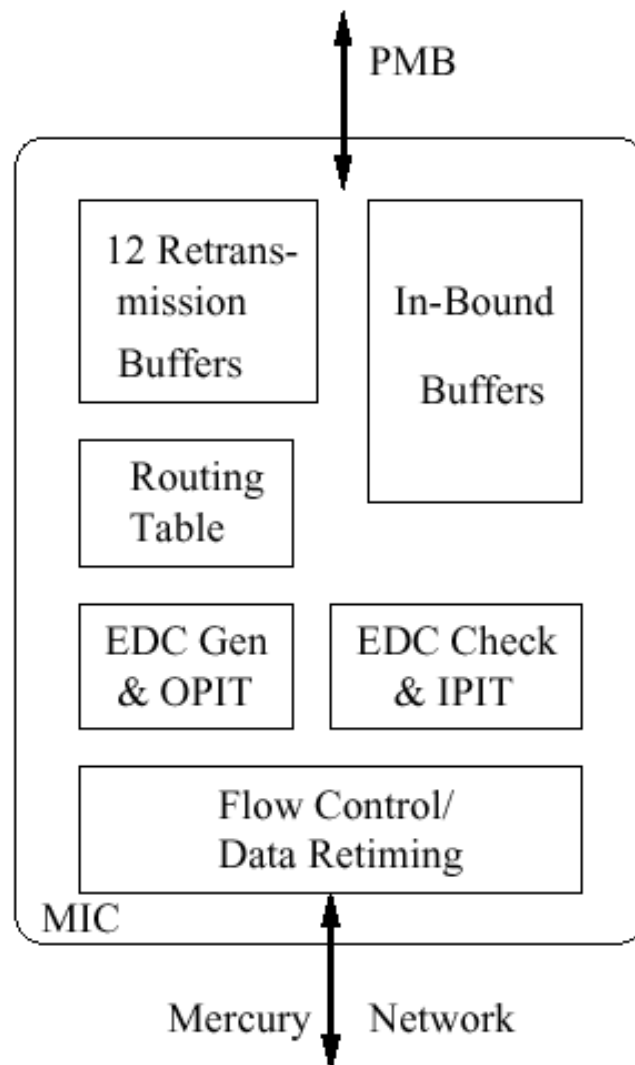 PMB
12 Retrans-
mission
Buffers
In-Bound
Buffers
Routing
Table
EDC Gen
& OPIT
EDC Check
& IPIT
Flow Control/
Data Retiming
MIC
Mercury Network